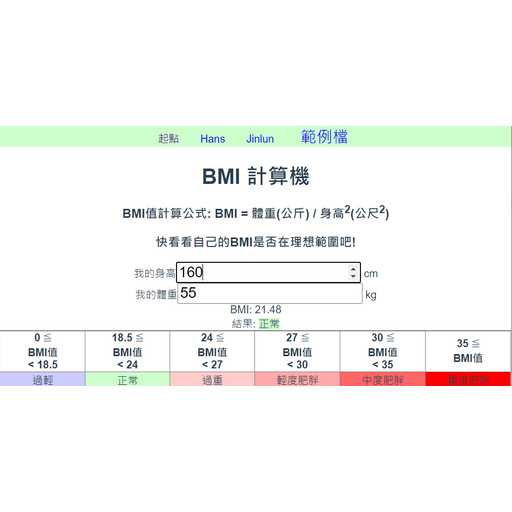 起點 Hans Jinlun 範例檔
BMI 計算機
BMI值計算公式: BMI = 體重(公斤) / 身高2(公尺2)
快看看自己的BMI是否在理想範圍吧!
我的身高 160 cm
我的體重 55 kg
BMI: 21.48
結果: 正常
0 ≦ BMI值 < 18.5
18.5 ≦ BMI值 < 24
24 ≦ BMI值 < 27
27 ≦ BMI值 < 30
30 ≦ BMI值 < 35
35 ≦ BMI值
過輕 正常 過重 輕度肥胖 中度肥胖 重度肥胖